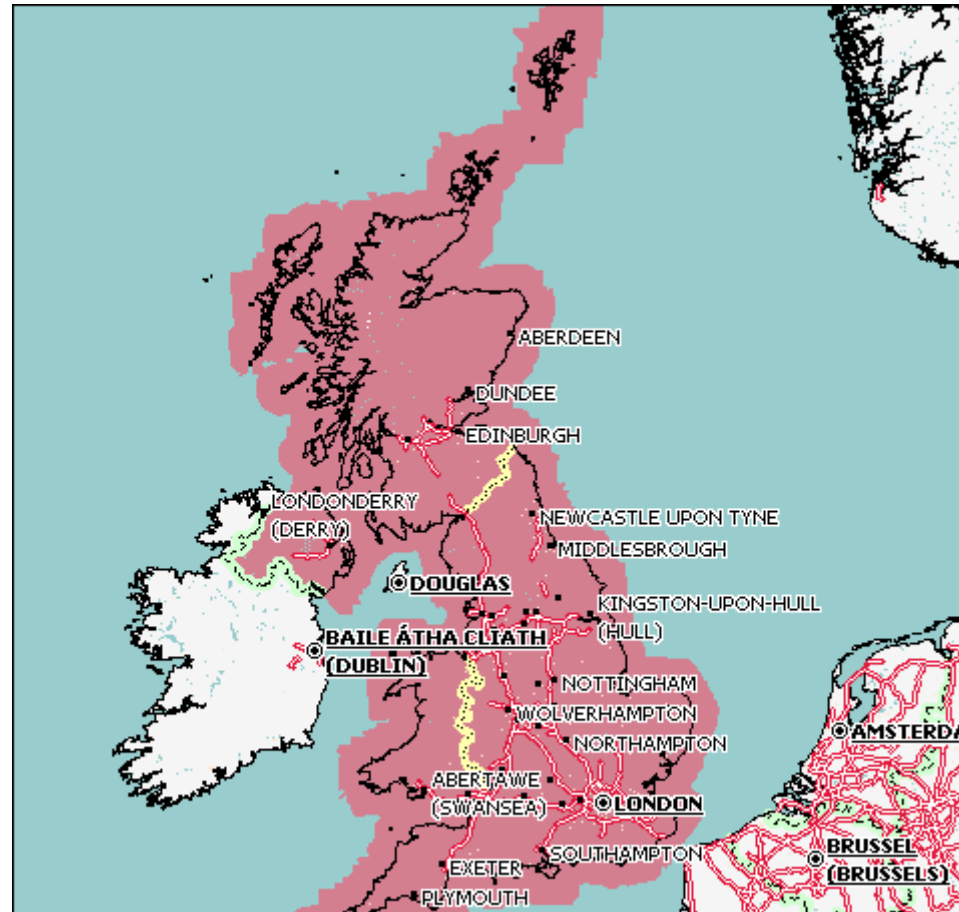 ABERDEEN
DUNDEE
EDINBURGH
LONDONDERRY
(DERRY)
NEWCASTLE UPON TYNE
MIDDLESBROUGH
DOUGLAS
KINGSTON-UPON-HULL
(HULL)
BAILE ÁTHA CLIATH
(DUBLIN)
NOTTINGHAM
WOLVERHAMPTON
NORTHAMPTON
AMSTERDA
ABERTAWE
(SWANSEA)
LONDON
SOUTHAMPTON
BRUSSEL
(BRUSSELS)
EXETER
PLYMOUTH